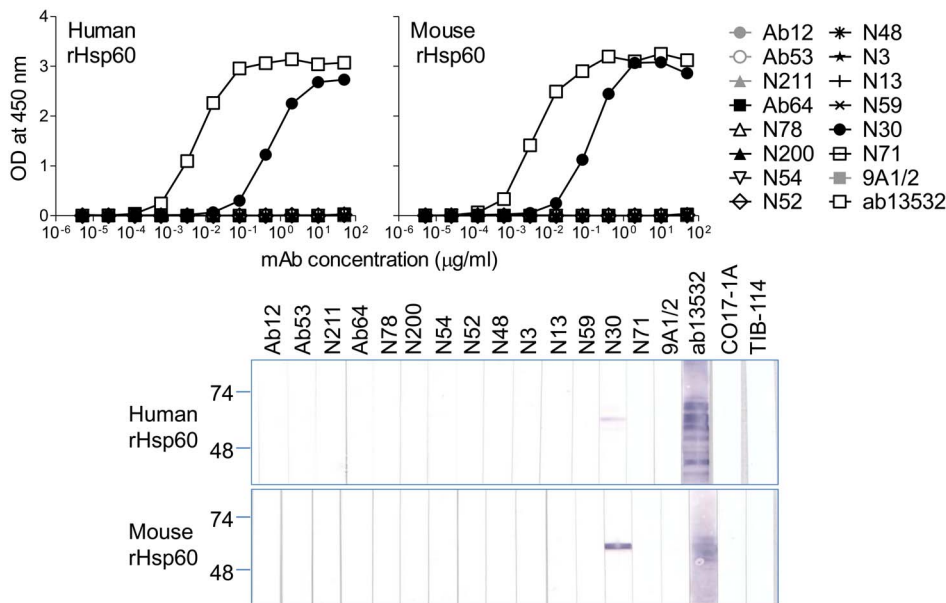 Human
rHsp60
Mouse
rHsp60
OD at 450 nm
4
3
2
1
0
10-6 10-5 10-4 10-3 10-2 10-1 100 101 102
10-6 10-5 10-4 10-3 10-2 10-1 100 101 102
mAb concentration (μg/ml)
Ab12
Ab53
N211
Ab64
N78
N200
N54
N52
N48
N3
N13
N59
N30
N71
9A1/2
ab13532
Ab12 Ab53 N211 Ab64 N78 N200 N54 N52 N48 N3 N13 N59 N30 N71 9A1/2 ab13532 CO17-1A TIB-114
Human
rHsp60
74
48
Mouse
rHsp60
74
48